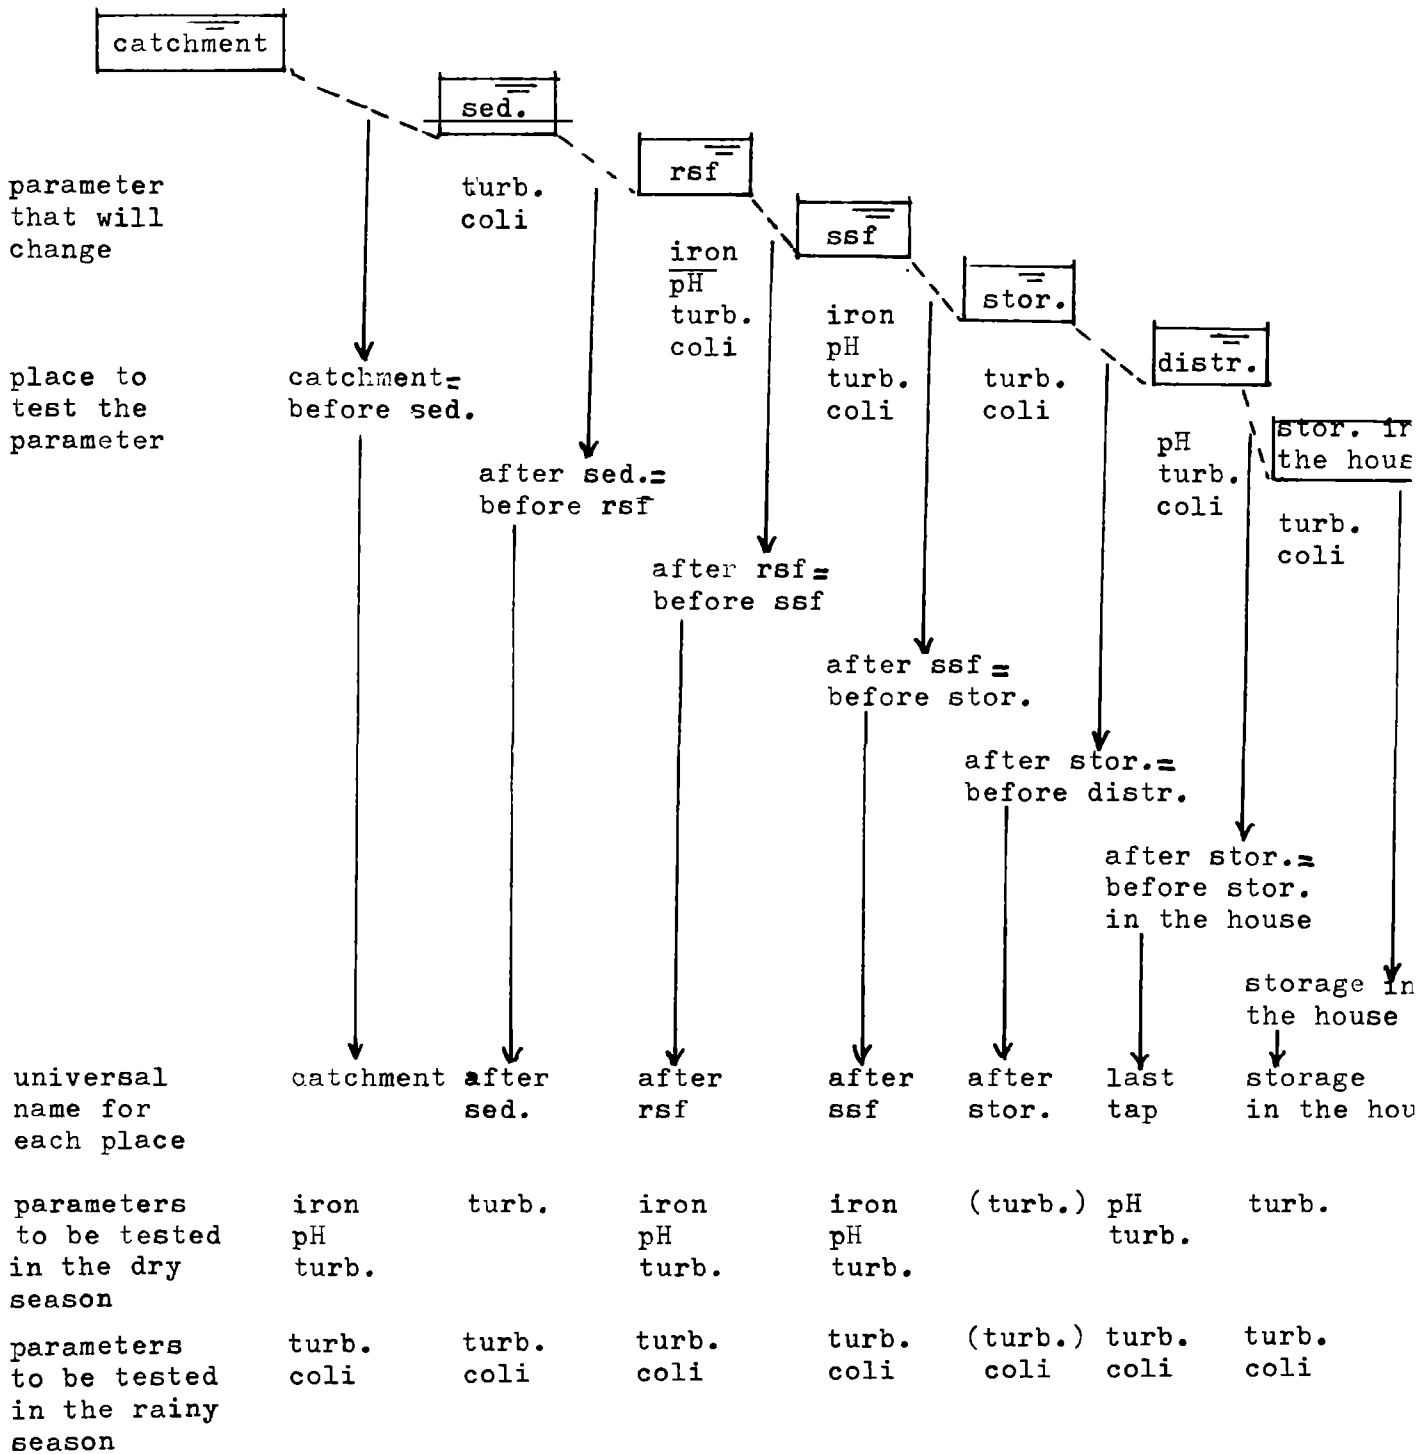 catchment
sed.
rsf
ssf
stor.
distr.
stor. in
the hous
parameter
that will
change
turb.
coli
iron
pH
turb.
coli
iron
pH
turb.
coli
turb.
coli
pH
turb.
coli
turb.
coli
place to
test the
parameter
catchment=
before sed.
after sed.=
before rsf
after rsf=
before ssf
after ssf=
before stor.
after stor.=
before distr.
after stor.=
before stor.
in the house
storage in
the house
universal
name for
each place
catchment
after
sed.
after
rsf
after
ssf
after
stor.
last
tap
storage
in the hou
parameters
to be tested
in the dry
season
iron
pH
turb.
turb.
iron
pH
turb.
iron
pH
turb.
(turb.)
pH
turb.
turb.
parameters
to be tested
in the rainy
season
turb.
coli
turb.
coli
turb.
coli
turb.
coli
(turb.)
coli
turb.
coli
turb.
coli